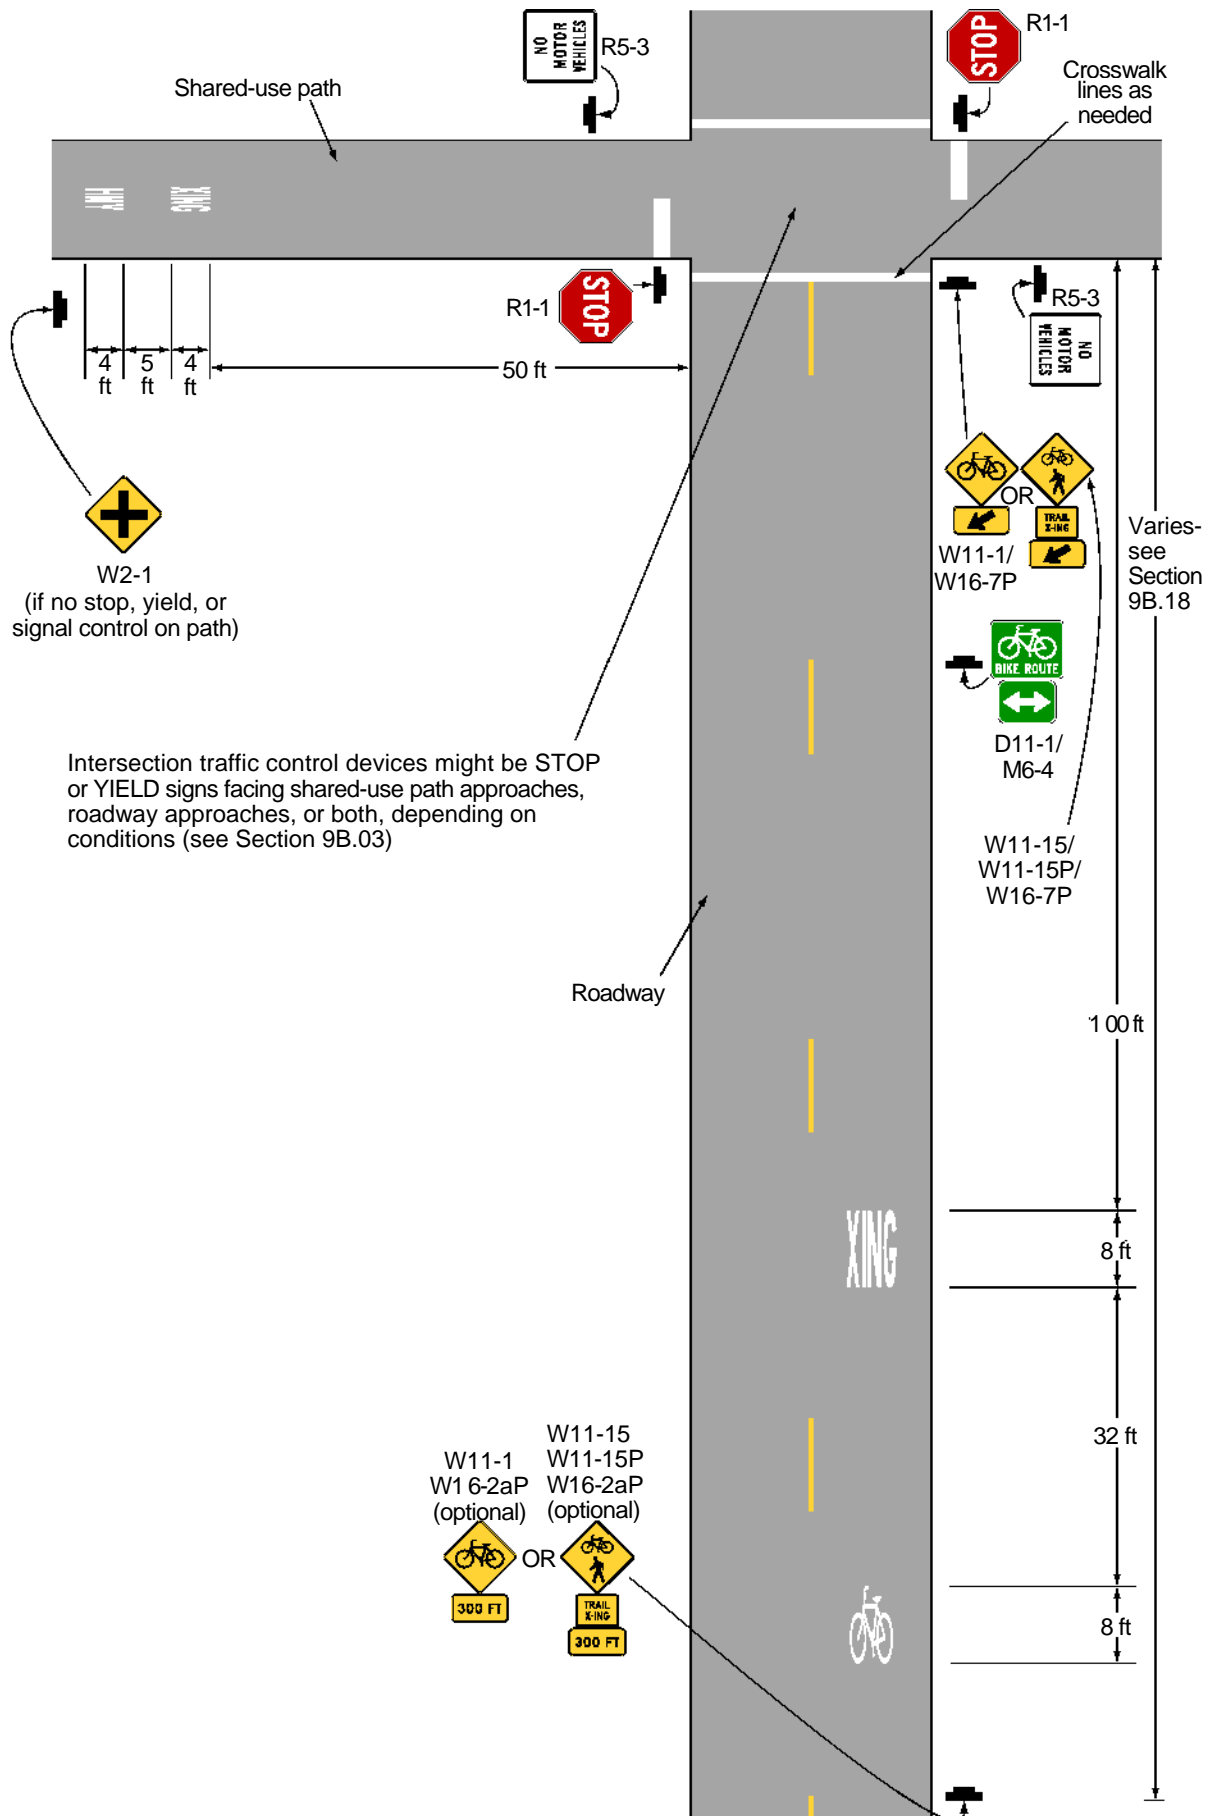 NO
MOTOR
VEHICLES
R5-3
STOP
R1-1
Shared-use path
Crosswalk
lines as
needed
HWY
XING
R1-1
STOP
R5-3
NO
MOTOR
VEHICLES
4
ft
5
ft
4
ft
50 ft
OR
TRAIL
X-ING
W11-1/
W16-7P
Varies-
see
Section
9B.18
W2-1
(if no stop, yield, or
signal control on path)
BIKE ROUTE
D11-1/
M6-4
Intersection traffic control devices might be STOP
or YIELD signs facing shared-use path approaches,
roadway approaches, or both, depending on
conditions (see Section 9B.03)
W11-15/
W11-15P/
W16-7P
Roadway
100 ft
XING
8 ft
32 ft
W11-1
W16-2aP
(optional)
W11-15
W11-15P
W16-2aP
(optional)
OR
300 FT
TRAIL
X-ING
300 FT
8 ft